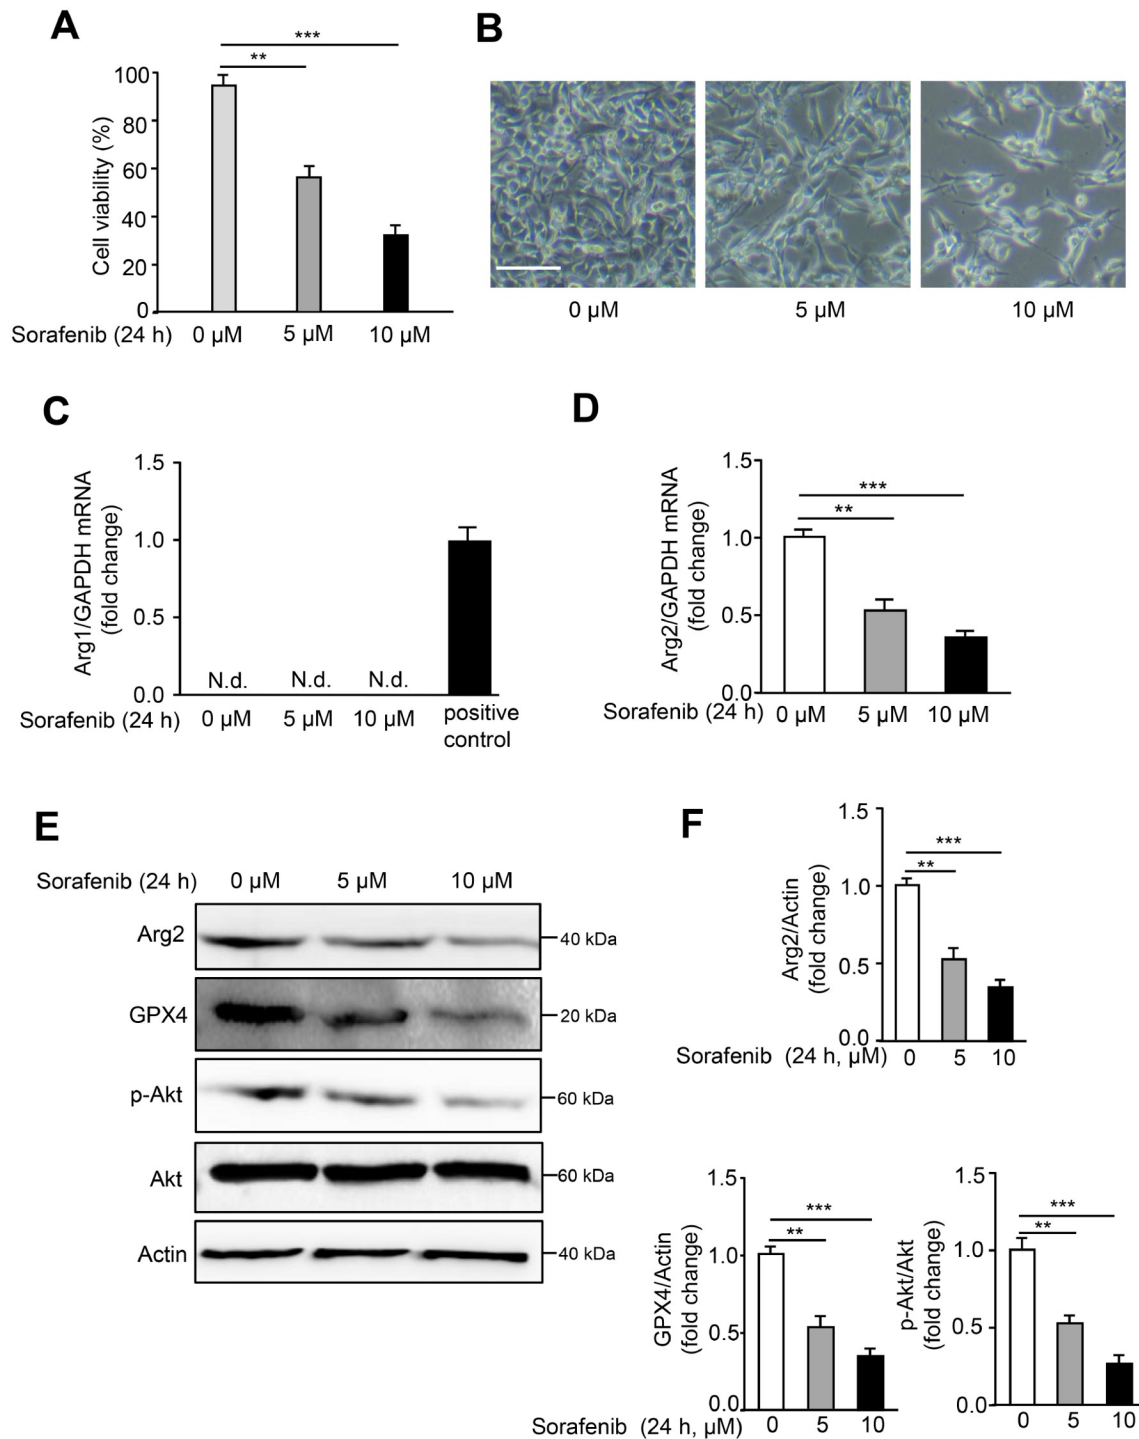 A
***
**
100
80
60
40
20
0
Cell viability (%)
Sorafenib (24 h) 0 µM 5 µM 10 µM
B
0 µM 5 µM 10 µM
C
1.5
1.0
0.5
0.0
Arg1/GAPDH mRNA
(fold change)
N.d. N.d. N.d.
Sorafenib (24 h) 0 µM 5 µM 10 µM positive
control
D
1.5
1.0
0.5
0.0
Arg2/GAPDH mRNA
(fold change)
***
**
Sorafenib (24 h) 0 µM 5 µM 10 µM
E
Sorafenib (24 h) 0 µM 5 µM 10 µM
Arg2 40 kDa
GPX4 20 kDa
p-Akt 60 kDa
Akt 60 kDa
Actin 40 kDa
F
1.5
1.0
0.5
0.0
Arg2/Actin
(fold change)
***
**
Sorafenib (24 h, µM) 0 5 10
1.5
1.0
0.5
0.0
GPX4/Actin
(fold change)
***
**
Sorafenib (24 h, µM) 0 5 10
1.5
1.0
0.5
0.0
p-Akt/Akt
(fold change)
***
**
0 5 10